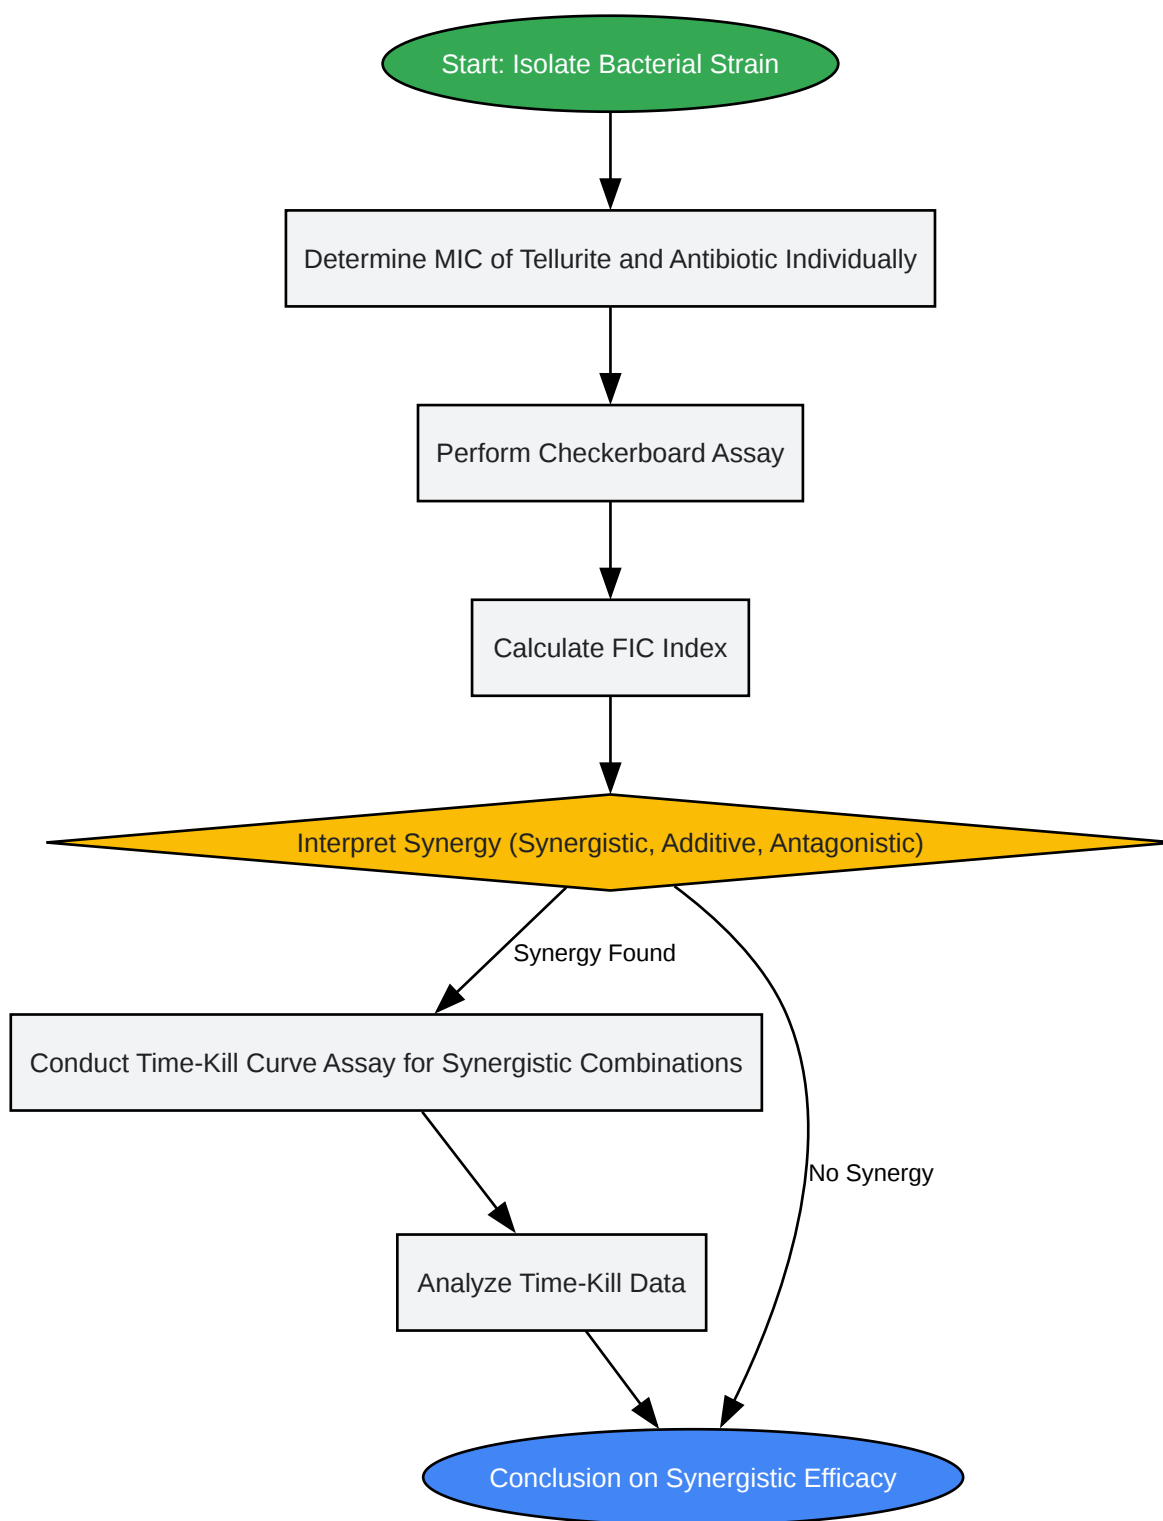 Start: Isolate Bacterial Strain
Determine MIC of Tellurite and Antibiotic Individually
Perform Checkerboard Assay
Calculate FIC Index
Interpret Synergy (Synergistic, Additive, Antagonistic)
Synergy Found
Conduct Time-Kill Curve Assay for Synergistic Combinations
No Synergy
Analyze Time-Kill Data
Conclusion on Synergistic Efficacy